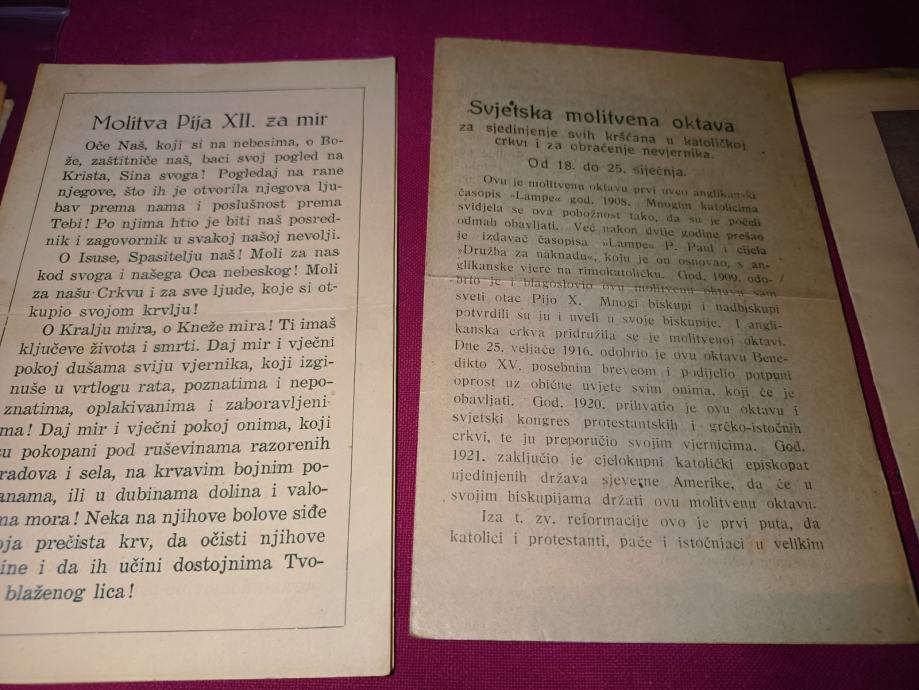 Molitva Pija XII. za mir
Oče Naš, koji si na nebesima, o Bo-
že, zaštitniče naš, baci svoj pogled na
Krista, Sina svoga! Pogledaj na rane
njegove, što ih je otvorila njegova lju-
bav prema nama i poslušnost prema
Tebi! Po njima htio je biti naš posred-
nik i zagovornik u svakoj našoj nevolji.
O Isuse, Spasitelju naš! Moli za nas
kod svoga i našega Oca nebeskog! Moli
za našu Crkvu i za sve ljude, koje si ot-
kupio svojom krvlju!
O Kralju mira, o Kneže mira! Ti imaš
ključeve života i smrti. Daj mir i vječni
pokoj dušama sviju vjernika, koji izgi-
nuše u vrtlogu rata, poznatima i nepo-
znatima, oplakivanima i zaboravljeni-
ma! Daj mir i vječni pokoj onima, koji
su pokopani pod ruševinama razorenih
radova i sela, na krvavim bojnim po-
anama, ili u dubinama dolina i valo-
ma mora! Neka na njihove bolove siđe
oja prečista krv, da očisti njihove
ine i da ih učini dostojnima Tvo-
blaženog lica!
Svjetska molitvena oktava
za sjedinjenje svih kršćana u katoličkoj
crkvi i za obraćenje nevjernika.
Od 18. do 25. siječnja.
Ovu je molitvenu oktavu prvi uveo anglikanski
časopis »Lampe« god. 1908. Mnogim katolicima
svidjela se ova pobožnost tako, da su je počeli
odmah obavljati. Već nakon dvije godine prešao
je izdavač časopisa »Lampe« P. Paul i cijela
»Družba za naknadu«, koju je on osnovao, s an-
glikanske vjere na rimokatoličku. God. 1909. odo-
brio je i blagoslovio ovu molitvenu oktavu sam
sveti otac Pijo X. Mnogi biskupi i nadbiskupi
potvrdili su ju i uveli u svoje biskupije. I angli-
kanska crkva pridružila se je molitvenoj oktavi.
Dne 25. veljače 1916. odobrio je ovu oktavu Bene-
dikto XV. posebnim breveom i podijelio potpuni
oprost uz obične uvjete svim onima, koji će je
obavljati. God. 1920. prihvatio je ovu oktavu i
svjetski kongres protestantskih i grčko-istočnih
crkvi, te ju preporučio svojim vjernicima. God.
1921. zaključio je cjelokupni katolički episkopat
ujedinjenih država sjeverne Amerike, da će u
svojim biskupijama držati ovu molitvenu oktavu.
Iza t. zv. reformacije ovo je prvi puta, da
katolici i protestanti, pače i istočnjaci u velikim